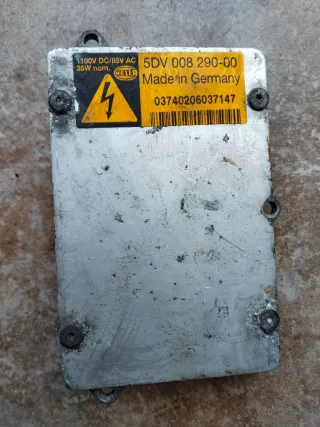 1100V DC/85V AC
35W nom.
HELLA
5DV 008 290-00
Made in Germany
03740206037147